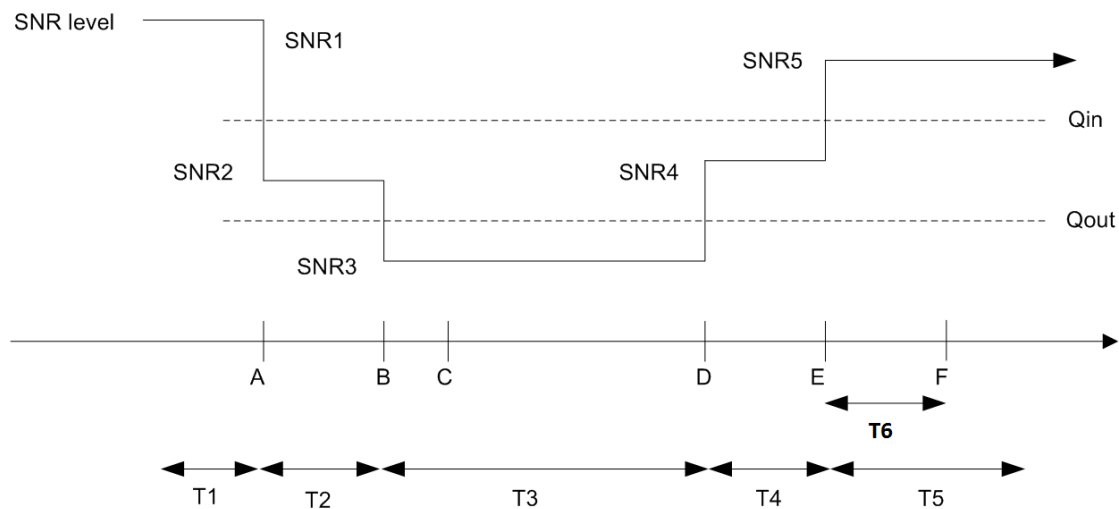 SNR level
SNR1
SNR5
Qin
SNR2
SNR4
Qout
SNR3
A B C D E F
T6
T1 T2 T3 T4 T5